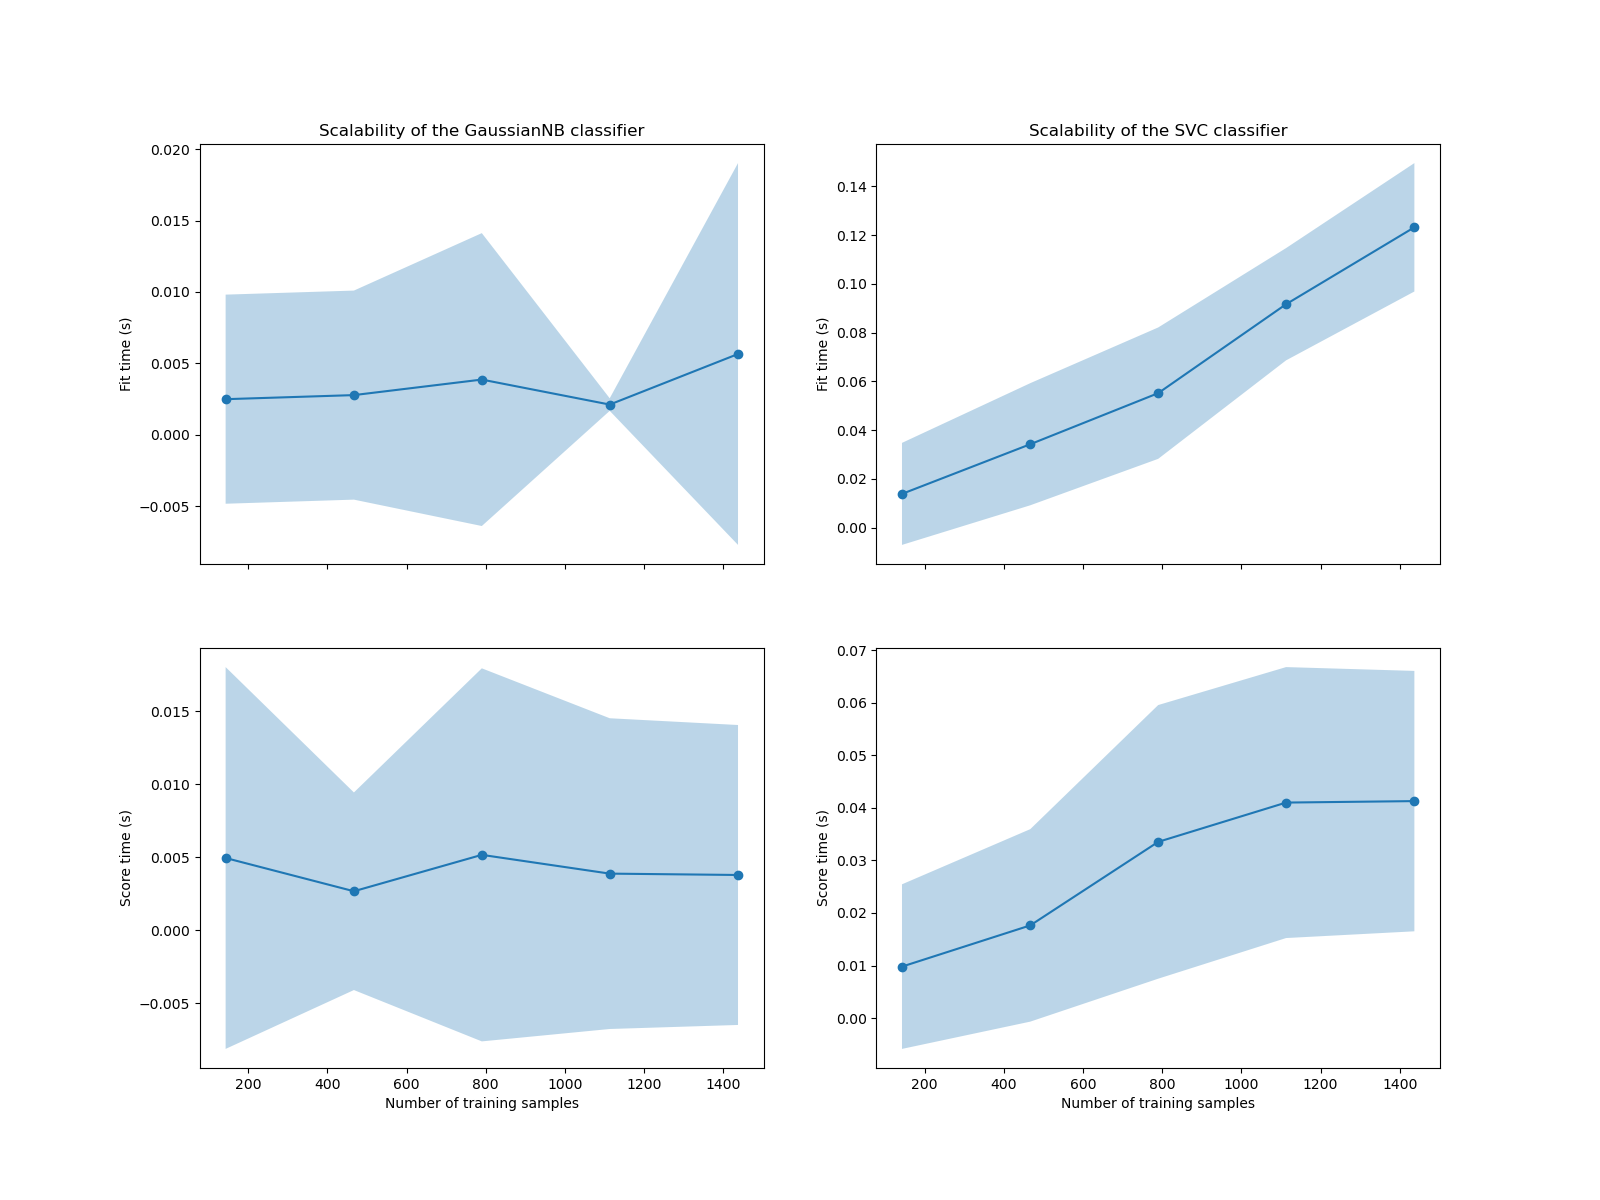 Scalability of the GaussianNB classifier
0.020
0.015
0.010
0.005
0.000
−0.005
Fit time (s)
Scalability of the SVC classifier
0.14
0.12
0.10
0.08
0.06
0.04
0.02
0.00
Fit time (s)
0.015
0.010
0.005
0.000
−0.005
Score time (s)
200 400 600 800 1000 1200 1400
Number of training samples
0.07
0.06
0.05
0.04
0.03
0.02
0.01
0.00
Score time (s)
200 400 600 800 1000 1200 1400
Number of training samples